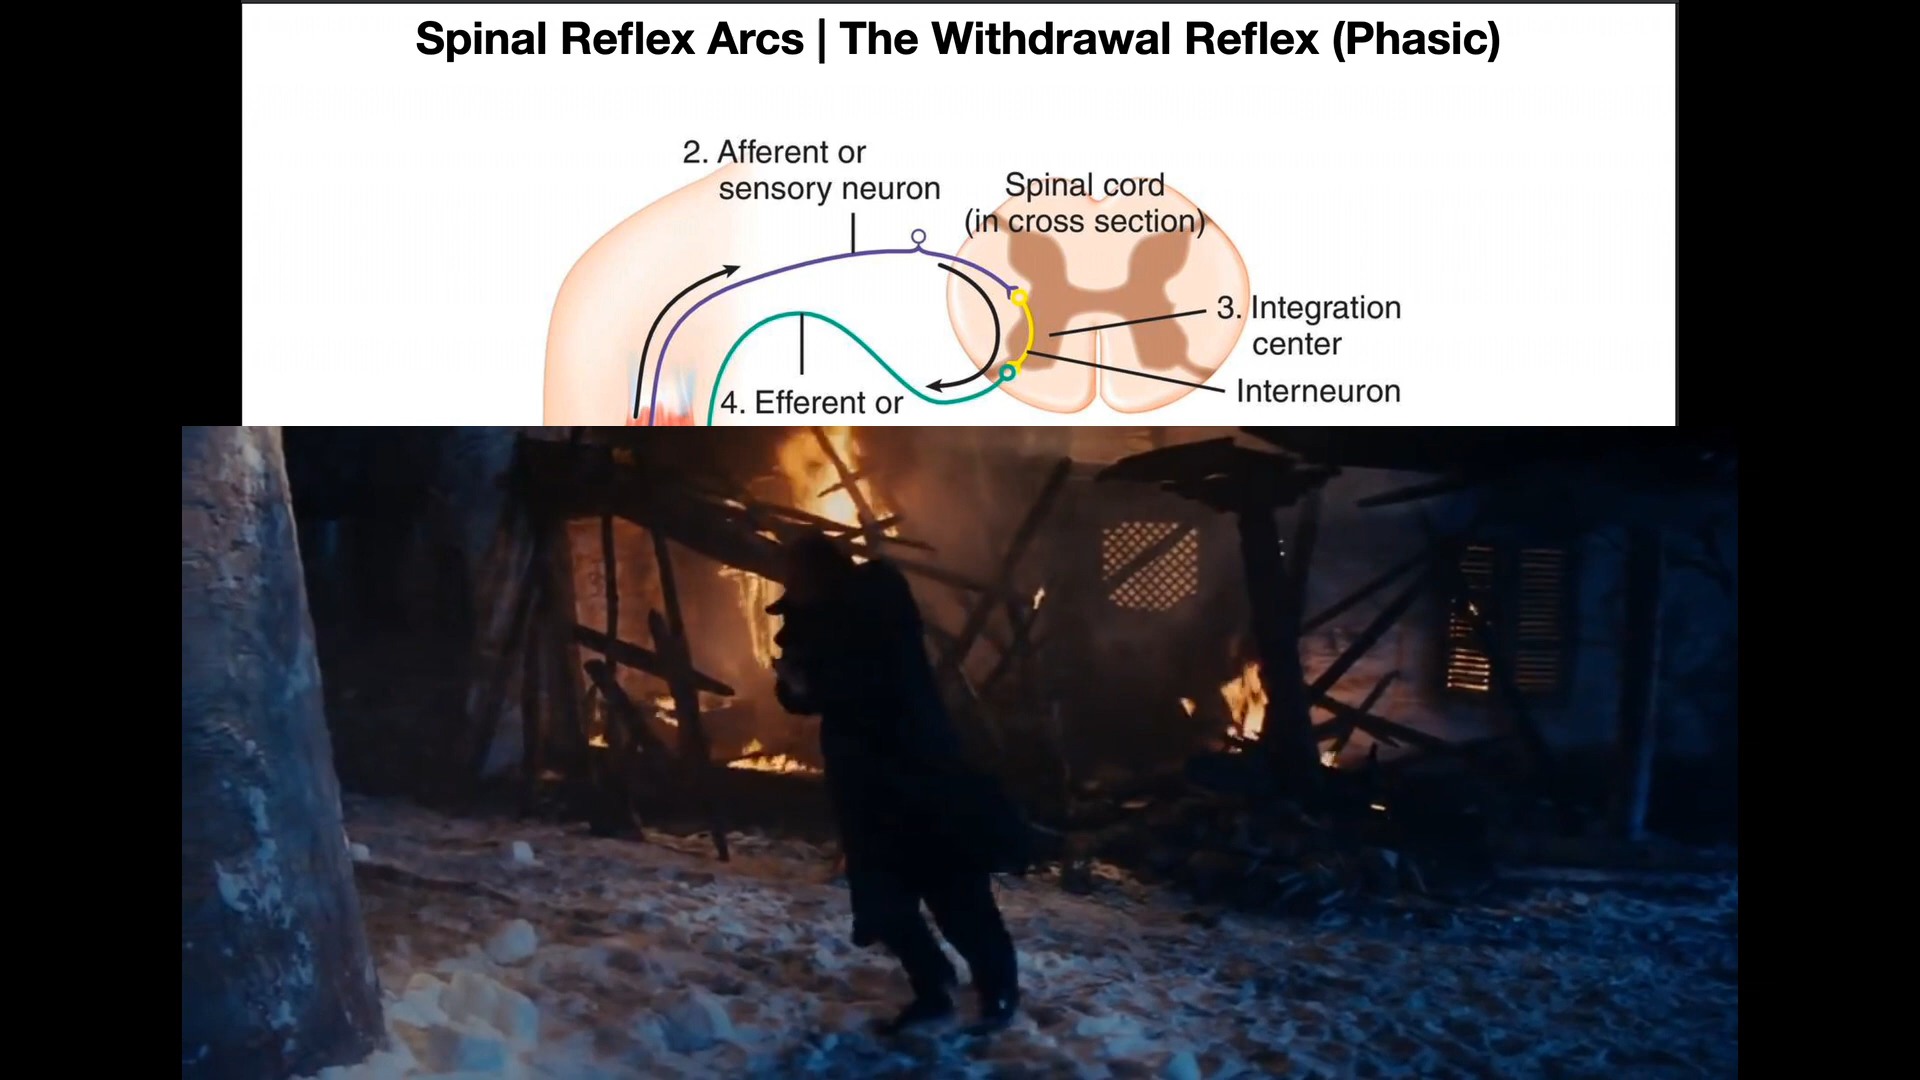 Spinal Reflex Arcs | The Withdrawal Reflex (Phasic)
2. Afferent or
sensory neuron
Spinal cord
(in cross section)
3. Integration
center
Interneuron
4. Efferent or